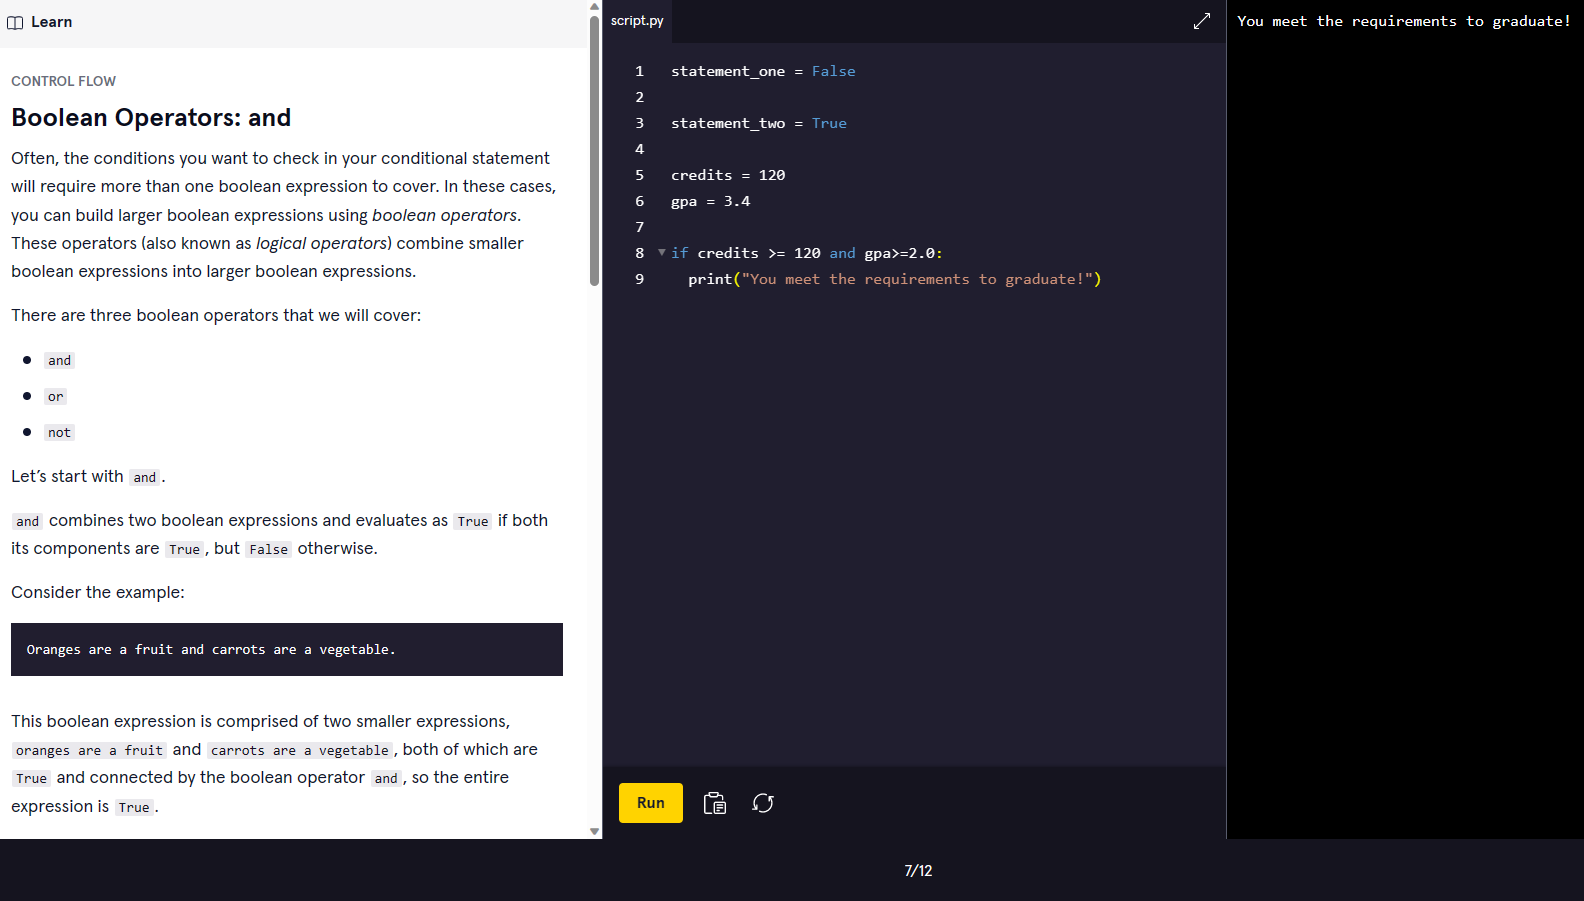 Learn
CONTROL FLOW
Boolean Operators: and
Often, the conditions you want to check in your conditional statement
will require more than one boolean expression to cover. In these cases,
you can build larger boolean expressions using boolean operators.
These operators (also known as logical operators) combine smaller
boolean expressions into larger boolean expressions.
There are three boolean operators that we will cover:
and
or
not
Let’s start with and.
and combines two boolean expressions and evaluates as True if both
its components are True, but False otherwise.
Consider the example:
Oranges are a fruit and carrots are a vegetable.
This boolean expression is comprised of two smaller expressions,
oranges are a fruit and carrots are a vegetable, both of which are
True and connected by the boolean operator and, so the entire
expression is True.
script.py
1 statement_one = False
2
3 statement_two = True
4
5 credits = 120
6 gpa = 3.4
7
8 if credits >= 120 and gpa>=2.0:
9 print("You meet the requirements to graduate!")
Run
You meet the requirements to graduate!
7/12